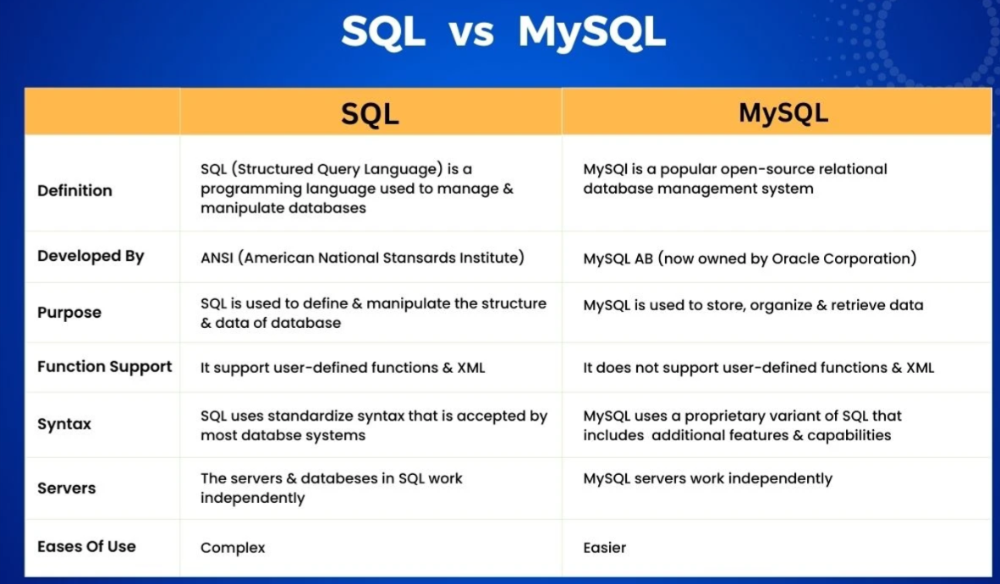 SQL vs MySQL
SQL
MySQL
Definition
SQL (Structured Query Language) is a
programming language used to manage &
manipulate databases
MySQl is a popular open-source relational
database management system
Developed By
ANSI (American National Stansards Institute)
MySQL AB (now owned by Oracle Corporation)
Purpose
SQL is used to define & manipulate the structure
& data of database
MySQL is used to store, organize & retrieve data
Function Support
It support user-defined functions & XML
It does not support user-defined functions & XML
Syntax
SQL uses standardize syntax that is accepted by
most databse systems
MySQL uses a proprietary variant of SQL that
includes additional features & capabilities
Servers
The servers & databeses in SQL work
independently
MySQL servers work independently
Eases Of Use
Complex
Easier